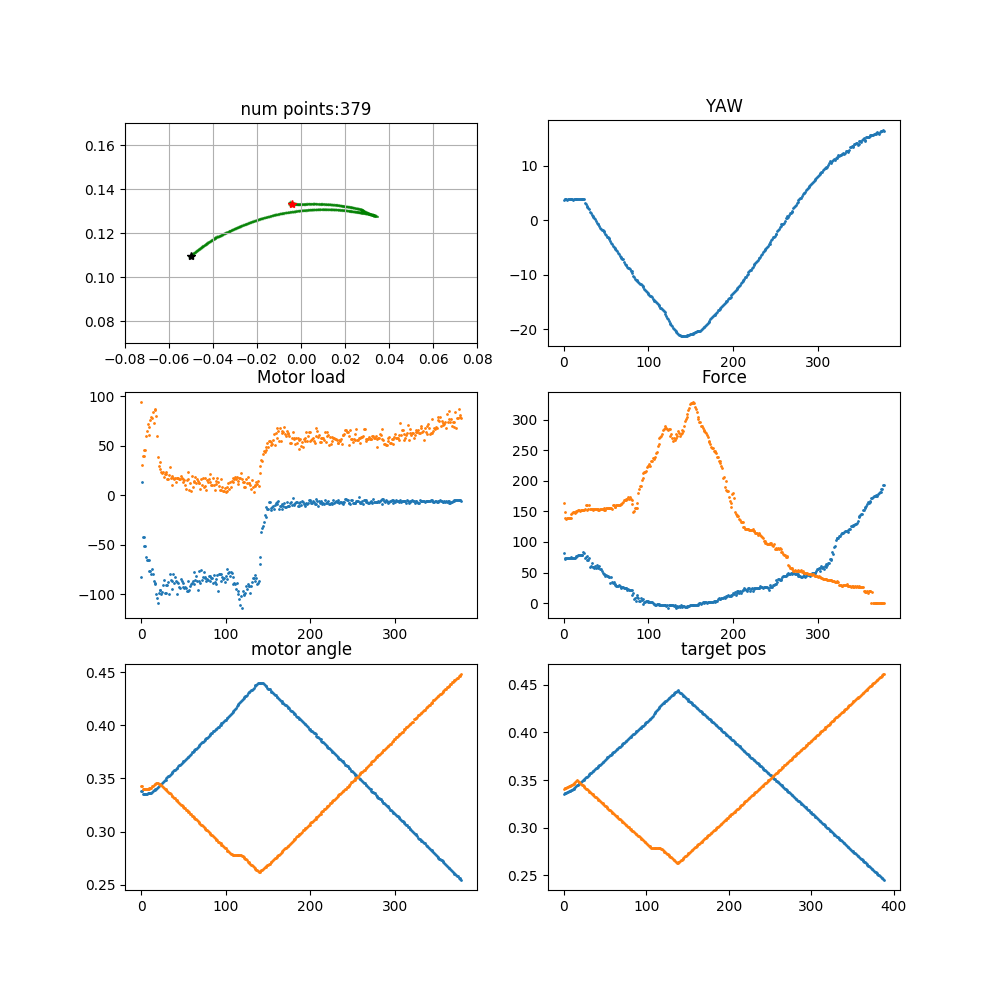 num points:379
0.16
0.14
0.12
0.10
0.08
−0.08 −0.06 −0.04 −0.02 0.00 0.02 0.04 0.06 0.08
YAW
10
0
−10
−20
0 100 200 300
Motor load
100
50
0
−50
−100
0 100 200 300
Force
300
250
200
150
100
50
0
0 100 200 300
motor angle
0.45
0.40
0.35
0.30
0.25
0 100 200 300
target pos
0.45
0.40
0.35
0.30
0.25
0 100 200 300 400